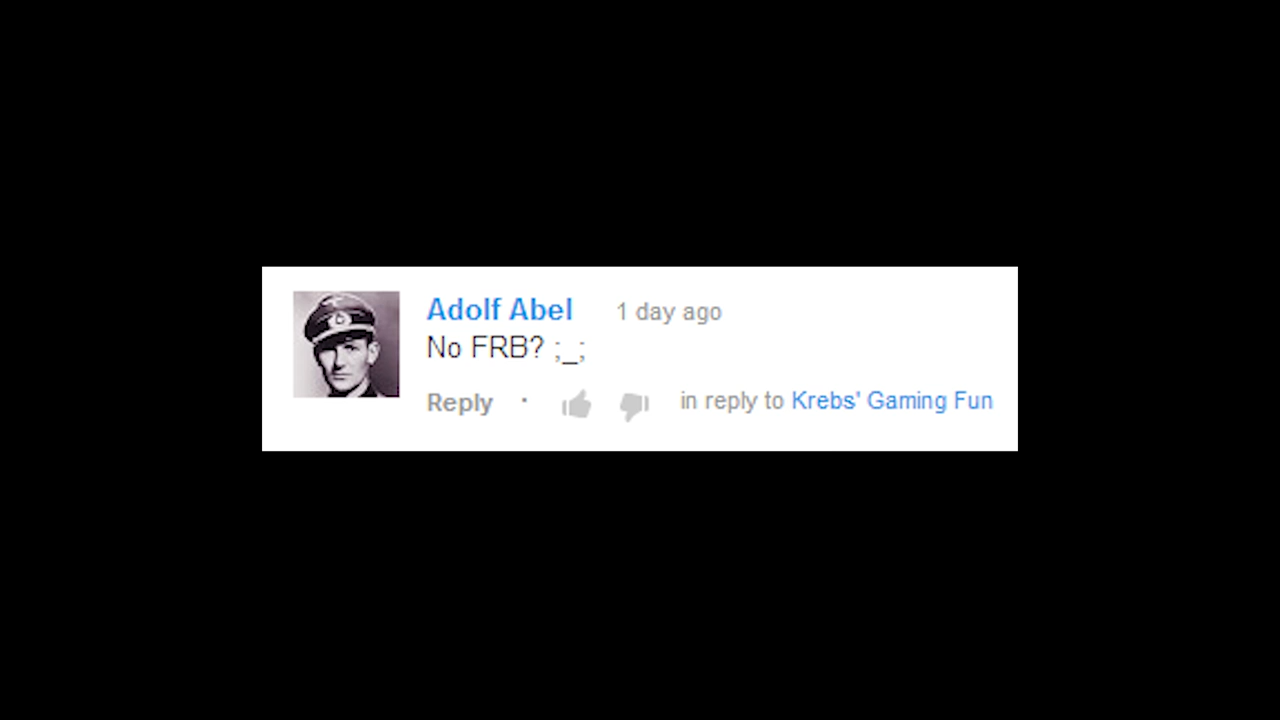 Adolf Abel 1 day ago
No FRB? ;_;
Reply · in reply to Krebs' Gaming Fun